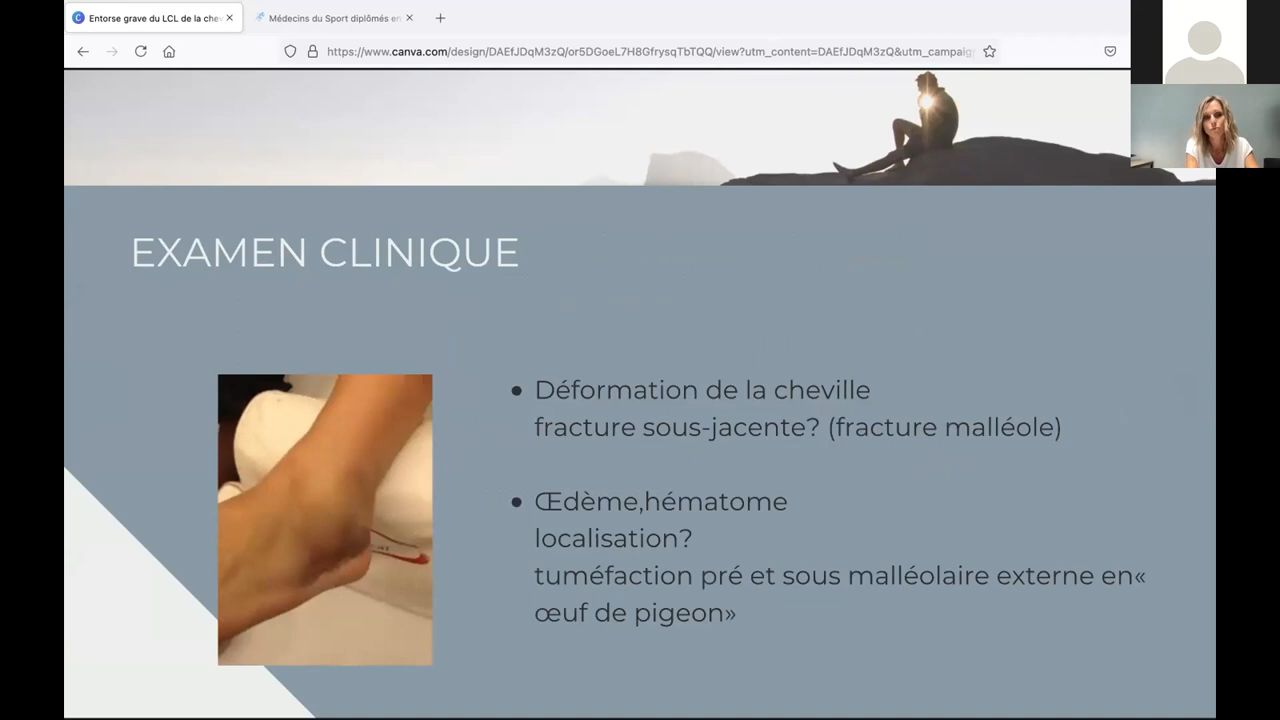 Entorse grave du LCL de la chev
Médecins du Sport diplômés en
https://www.canva.com/design/DAEfJDqM3zQ/or5DGoeL7H8GfrysqTbTQQ/view?utm_content=DAEfJDqM3zQ&utm_campaig
EXAMEN CLINIQUE
• Déformation de la cheville
fracture sous-jacente? (fracture malléole)
• Œdème,hématome
localisation?
tuméfaction pré et sous malléolaire externe en«
œuf de pigeon»